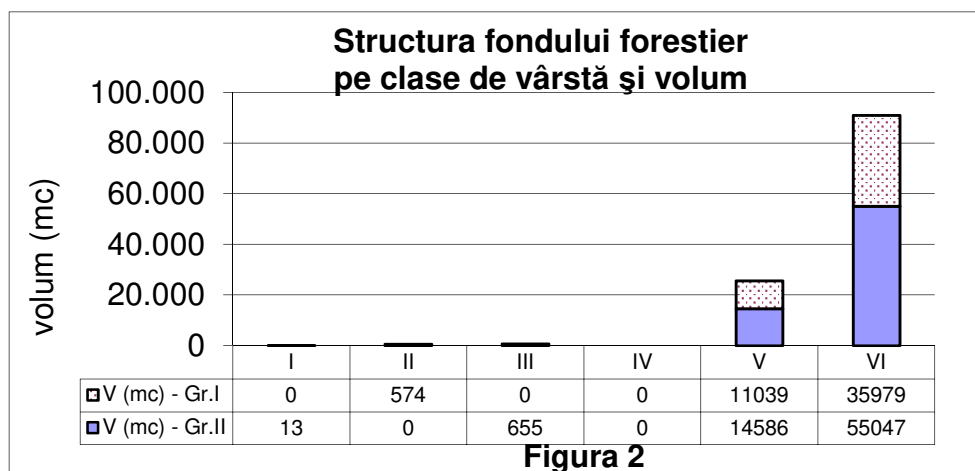 Structura fondului forestier
pe clase de vârstă şi volum
volum (mc)
100.000
80.000
60.000
40.000
20.000
0
I II III IV V VI
V (mc) - Gr.I 0 574 0 0 11039 35979
V (mc) - Gr.II 13 0 655 0 14586 55047
Figura 2